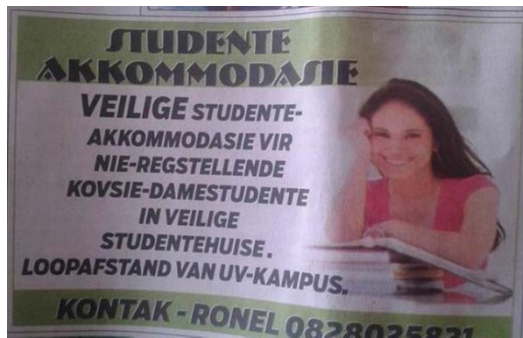 STUDENTE
AKKOMMODASIE
VEILIGE STUDENTE-
AKKOMMODASIE VIR
NIE-REGSTELLENDE
KOVSIE-DAMESTUDENTE
IN VEILIGE
STUDENTEHUISE.
LOOPAFSTAND VAN UV-KAMPUS.
KONTAK - RONEL 0828025821